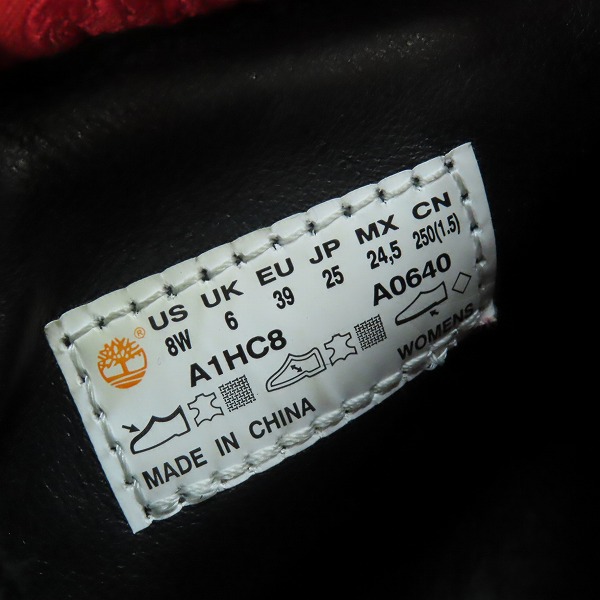 US UK EU JP MX CN
8W 6 39 25 24,5 250(1.5)
A1HC8 A0640
®
WOMENS
MADE IN CHINA